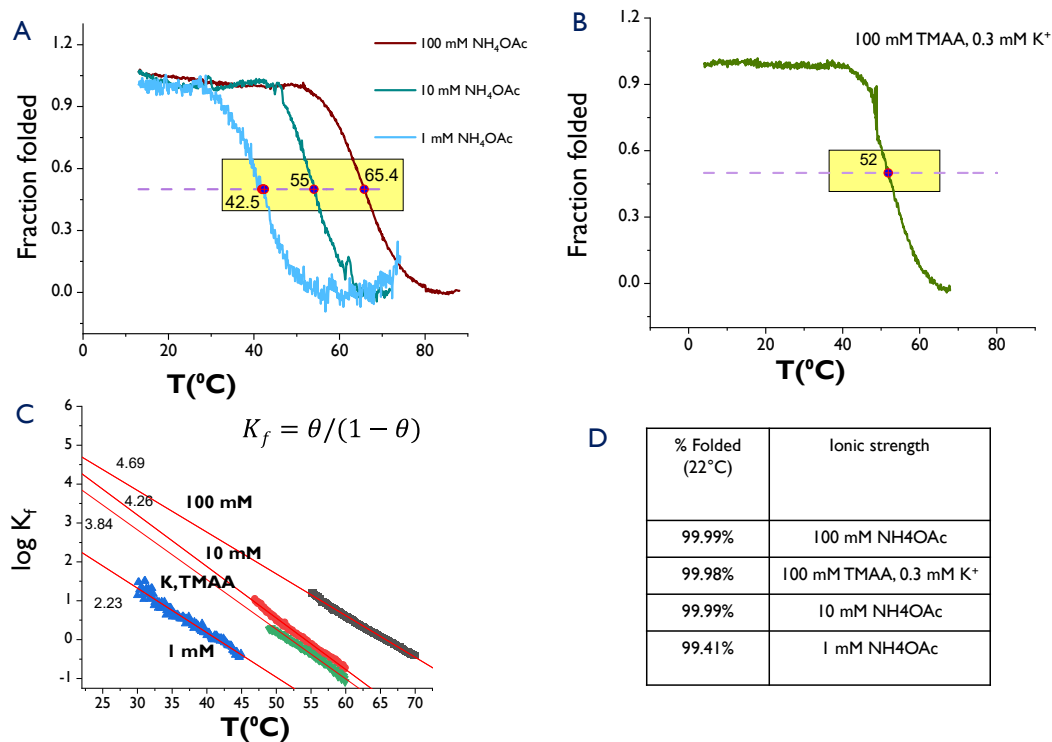 A
1.2
0.9
0.6
0.3
0.0
Fraction folded
100 mM NH₄OAc
10 mM NH₄OAc
1 mM NH₄OAc
42.5
55
65.4
0
20
40
60
80
T(⁰C)
B
1.2
0.9
0.6
0.3
0.0
Fraction folded
100 mM TMAA, 0.3 mM K⁺
52
0
20
40
60
80
T(⁰C)
C
6
5
4
3
2
1
0
-1
log K_f
K_f = θ/(1 − θ)
4.69
4.26
3.84
2.23
100 mM
10 mM
K,TMAA
1 mM
25
30
35
40
45
50
55
60
65
70
T(⁰C)
D
% Folded
(22°C)
Ionic strength
99.99%
100 mM NH4OAc
99.98%
100 mM TMAA, 0.3 mM K⁺
99.99%
10 mM NH4OAc
99.41%
1 mM NH4OAc